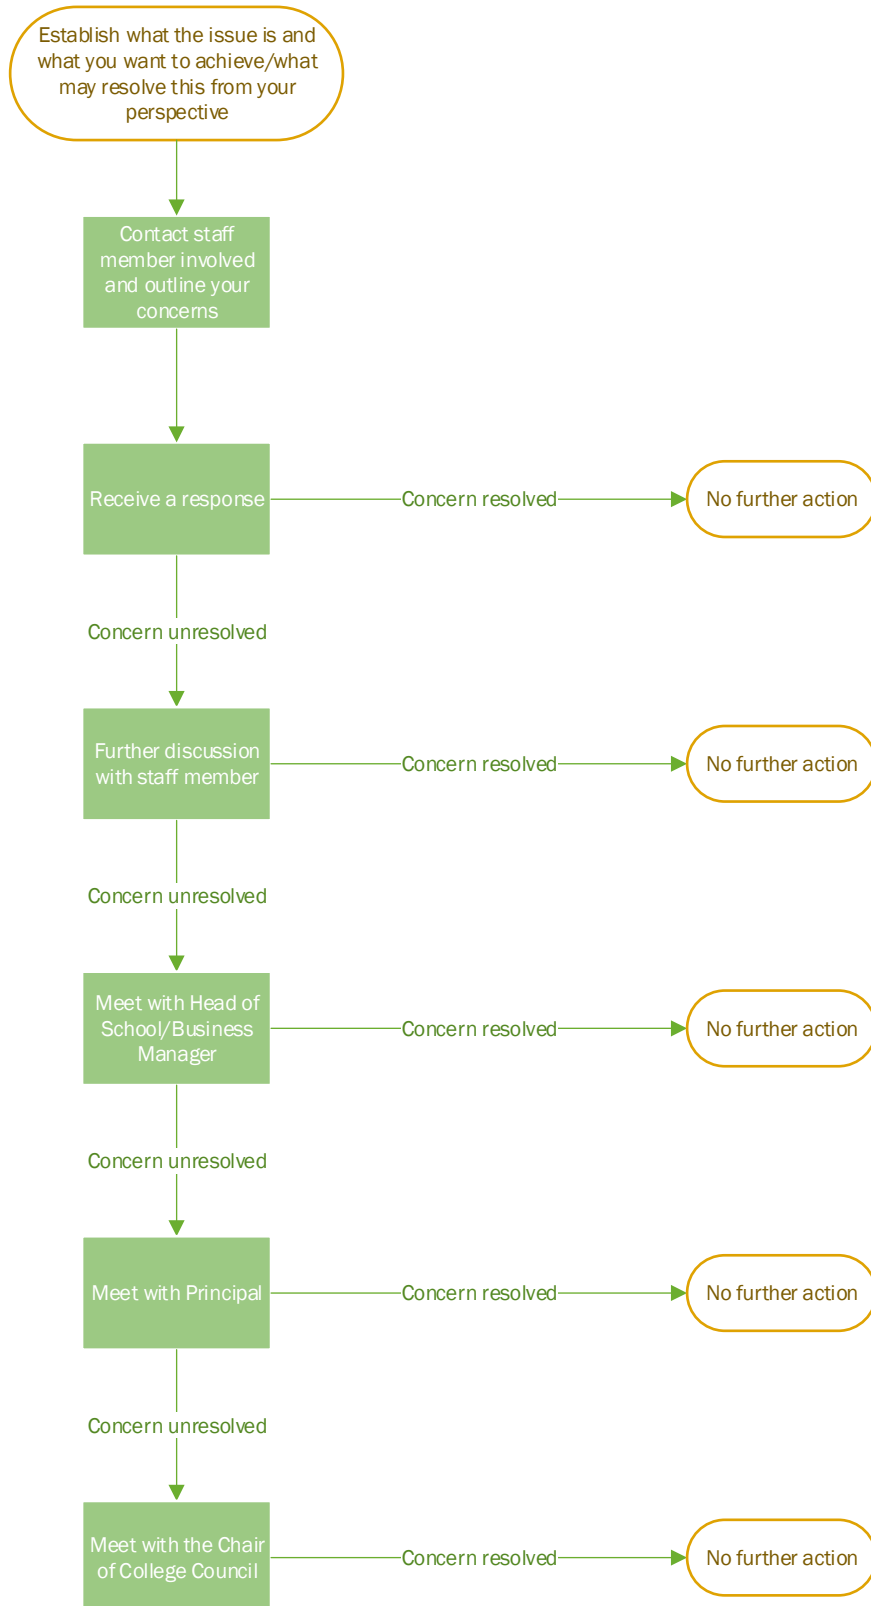 Establish what the issue is and
what you want to achieve/what
may resolve this from your
perspective
Contact staff
member involved
and outline your
concerns
Receive a response
Concern resolved
No further action
Concern unresolved
Further discussion
with staff member
Concern resolved
No further action
Concern unresolved
Meet with Head of
School/Business
Manager
Concern resolved
No further action
Concern unresolved
Meet with Principal
Concern resolved
No further action
Concern unresolved
Meet with the Chair
of College Council
Concern resolved
No further action